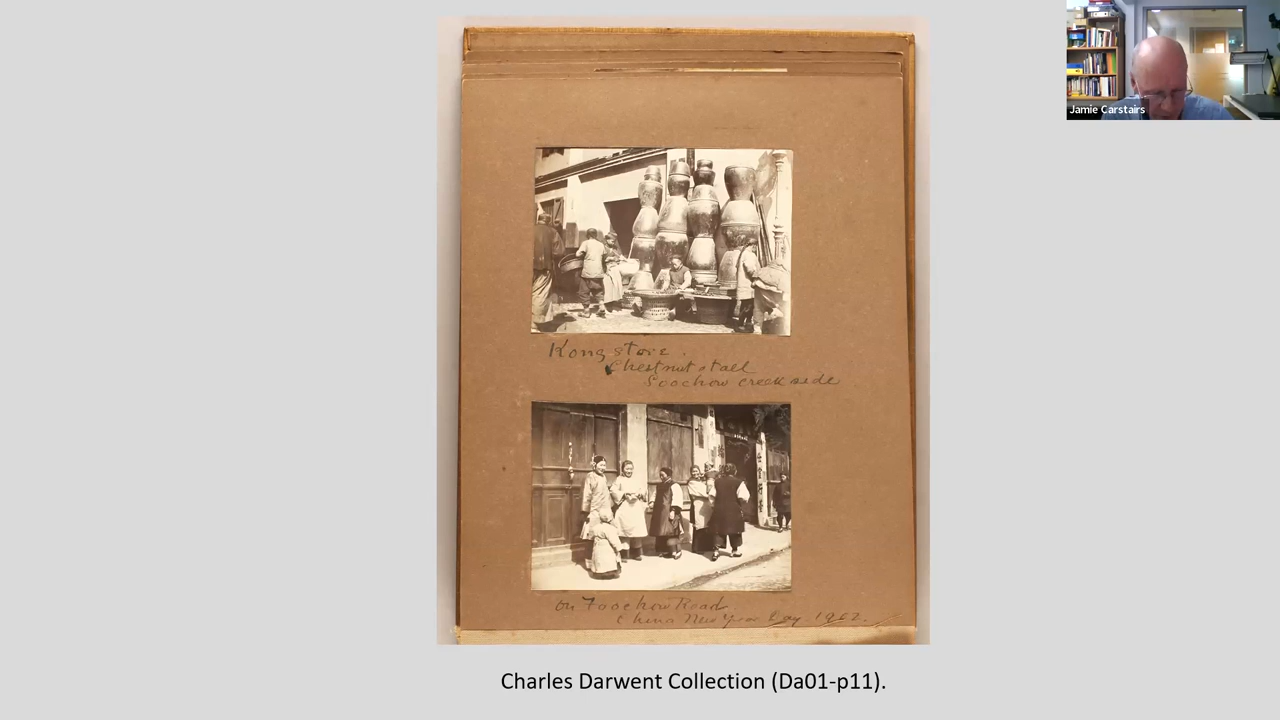 Jamie Carstairs
Kong store.
Chestnut stall
Soochow creek side
on Foochow Road.
China New Year Day. 1902.
Charles Darwent Collection (Da01-p11).